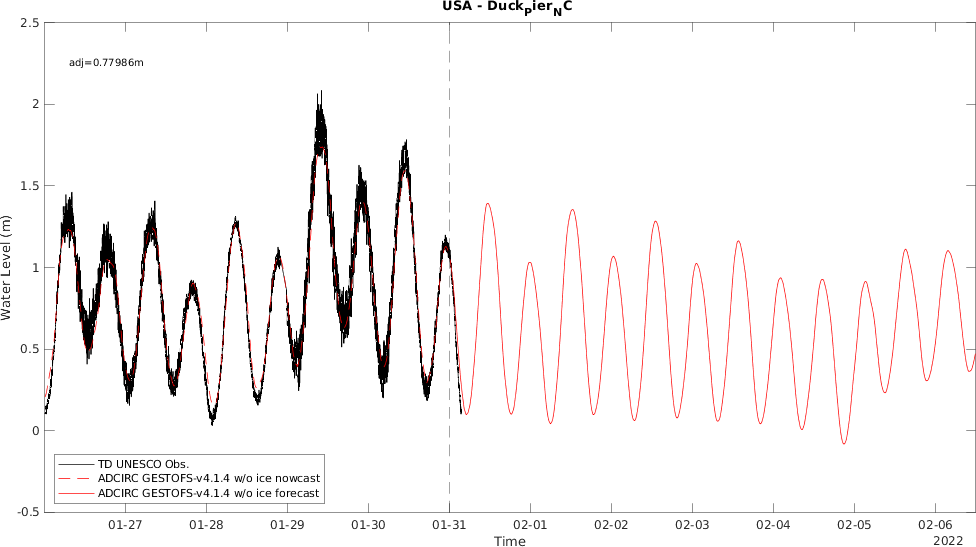 USA - Duck_Pier_NC
2.5
adj=0.77986m
2
1.5
1
0.5
0
-0.5
Water Level (m)
TD UNESCO Obs.
ADCIRC GESTOFS-v4.1.4 w/o ice nowcast
ADCIRC GESTOFS-v4.1.4 w/o ice forecast
01-27 01-28 01-29 01-30 01-31 02-01 02-02 02-03 02-04 02-05 02-06
Time
2022